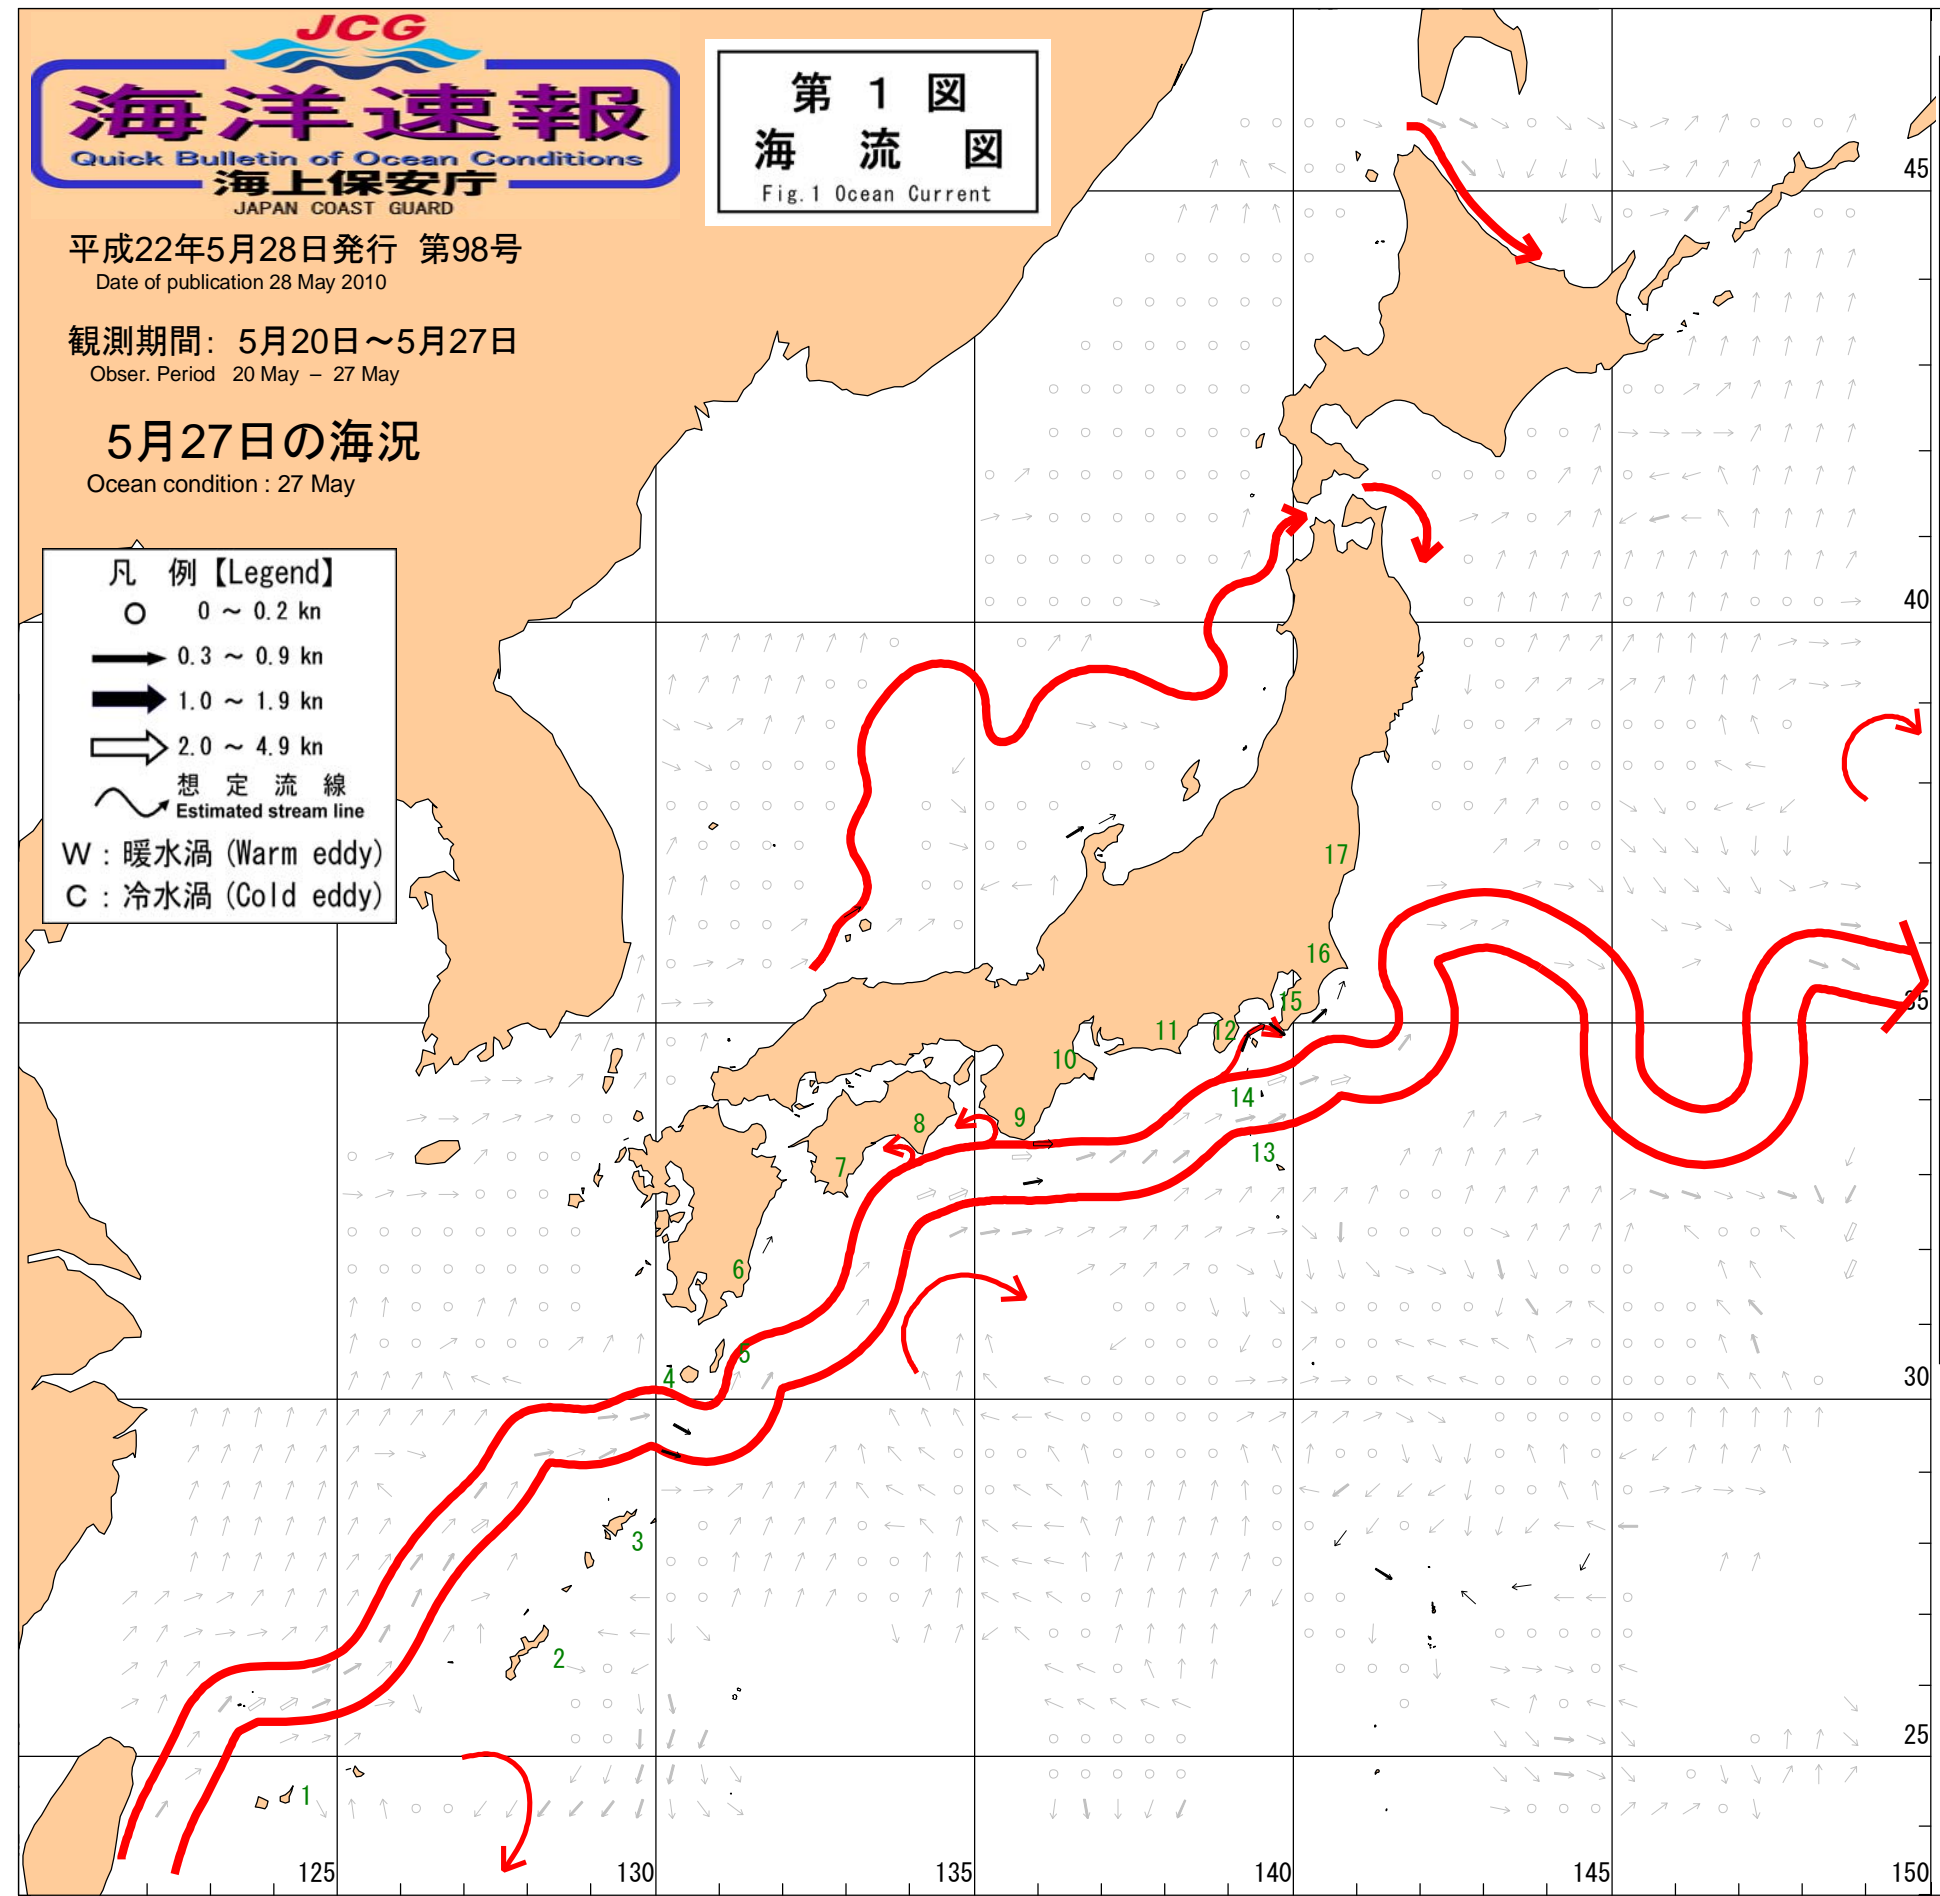 JCG
海洋速報
Quick Bulletin of Ocean Conditions
海上保安庁
JAPAN COAST GUARD
第 1 図
海 流 図
Fig.1 Ocean Current
平成22年5月28日発行 第98号
Date of publication 28 May 2010
観測期間: 5月20日~5月27日
Obser. Period 20 May – 27 May
5月27日の海況
Ocean condition : 27 May
凡 例【Legend】
0 ~ 0.2 kn
0.3 ~ 0.9 kn
1.0 ~ 1.9 kn
2.0 ~ 4.9 kn
想 定 流 線
Estimated stream line
W : 暖水渦 (Warm eddy)
C : 冷水渦 (Cold eddy)
45
40
35
30
25
17
16
15
12
11
10
14
9
8
13
7
6
5
4
3
2
1
125
130
135
140
145
150